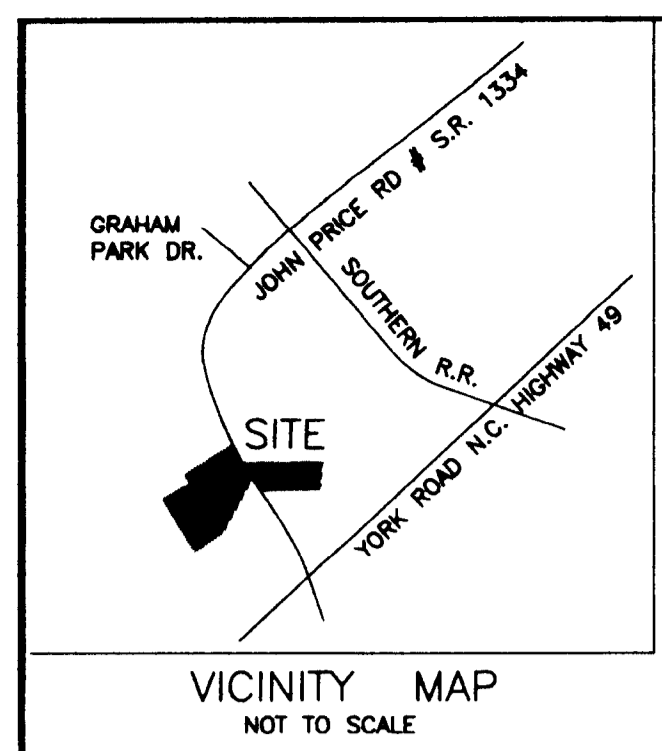 GRAHAM
PARK DR.
JOHN PRICE RD # S.R. 1334
SOUTHERN R.R.
SITE
YORK ROAD N.C. HIGHWAY 49
VICINITY MAP
NOT TO SCALE